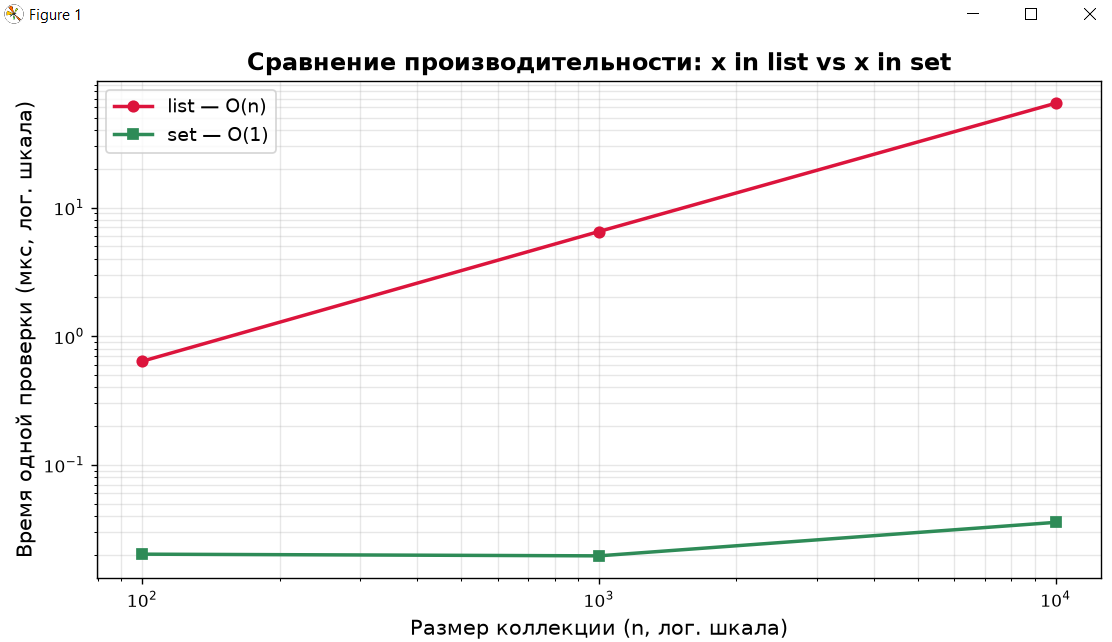 Figure 1
Сравнение производительности: x in list vs x in set
list — O(n)
set — O(1)
Время одной проверки (мкс, лог. шкала)
10¹
10⁰
10⁻¹
10² 10³ 10⁴
Размер коллекции (n, лог. шкала)